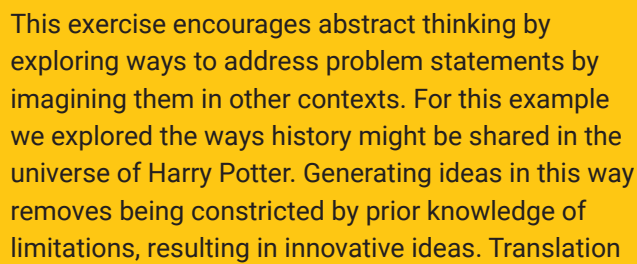 This exercise encourages abstract thinking by
exploring ways to address problem statements by
imagining them in other contexts. For this example
we explored the ways history might be shared in the
universe of Harry Potter. Generating ideas in this way
removes being constricted by prior knowledge of
limitations, resulting in innovative ideas. Translation